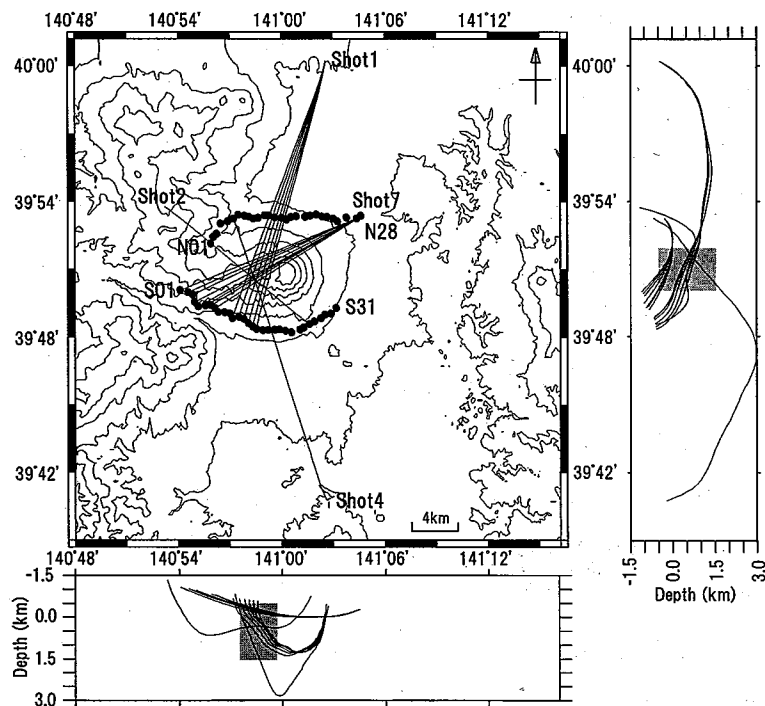 140°48' 140°54' 141°00' 141°06' 141°12'
40°00'
Shot1
40°00'
39°54'
Shot2
Shot7
39°54'
N01
N28
S01
S31
39°48'
39°48'
39°42'
Shot4
39°42'
4km
140°48' 140°54' 141°00' 141°06' 141°12'
-1.5 0.0 1.5 3.0
Depth (km)
-1.5
0.0
1.5
3.0
Depth (km)